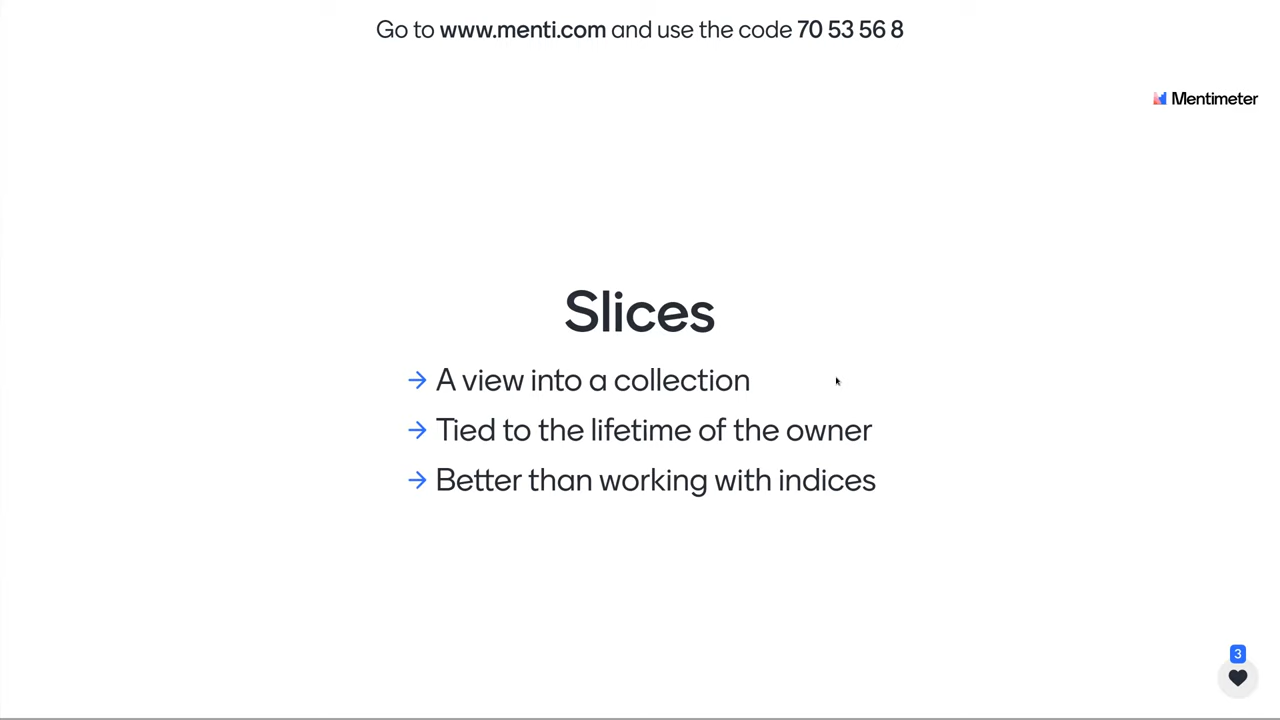 Go to www.menti.com and use the code 70 53 56 8
Mentimeter
Slices
→ A view into a collection
→ Tied to the lifetime of the owner
→ Better than working with indices
3